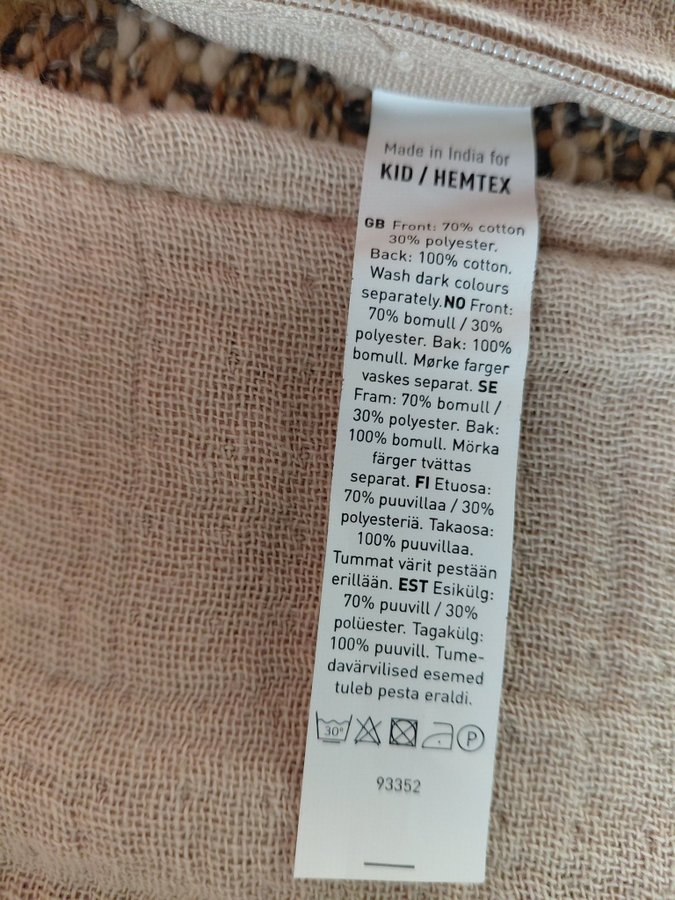 Made in India for
KID / HEMTEX
GB Front: 70% cotton
30% polyester.
Back: 100% cotton.
Wash dark colours
separately.NO Front:
70% bomull / 30%
polyester. Bak: 100%
bomull. Mørke farger
vaskes separat. SE
Fram: 70% bomull /
30% polyester. Bak:
100% bomull. Mörka
färger tvättas
separat. FI Etuosa:
70% puuvillaa / 30%
polyesteriä. Takaosa:
100% puuvillaa.
Tummat värit pestään
erillään. EST Esikülg:
70% puuvill / 30%
polüester. Tagakülg:
100% puuvill. Tume-
davärvilised esemed
tuleb pesta eraldi.
30° P
93352